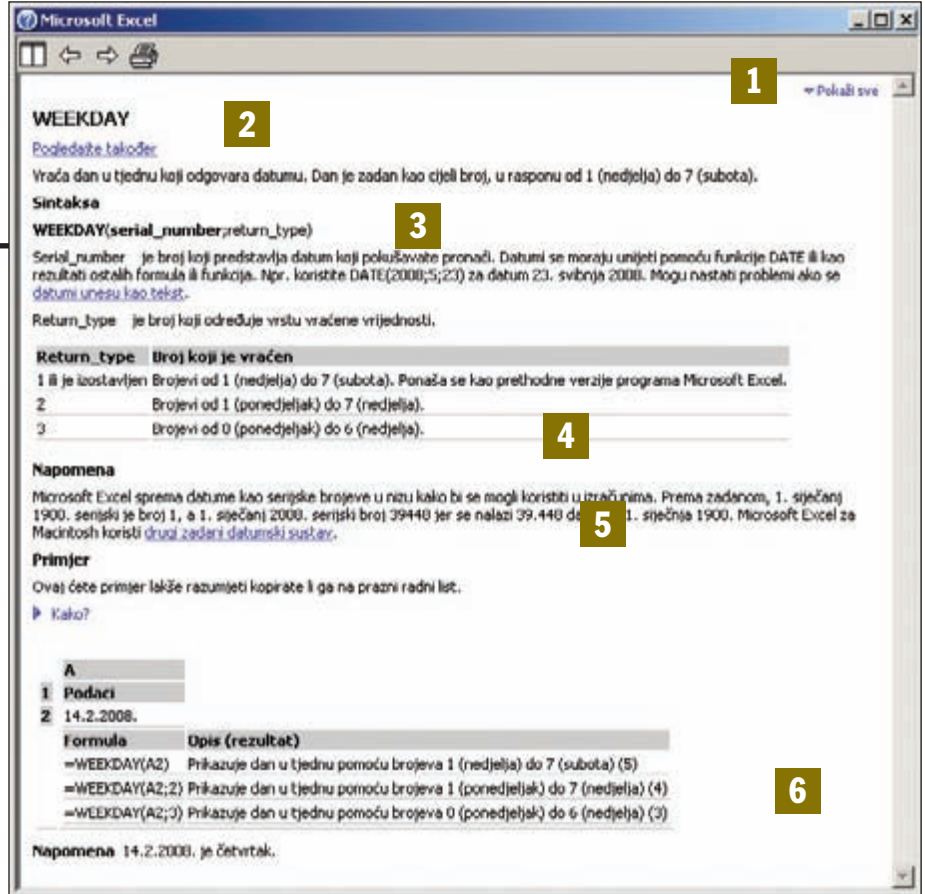 Microsoft Excel
1
Pokaži sve
WEEKDAY
2
Pogledajte također
Vraća dan u tjednu koji odgovara datumu. Dan je zadan kao cijeli broj, u rasponu od 1 (nedjelja) do 7 (subota).
Sintaksa
3
WEEKDAY(serial_number;return_type)
Serial_number je broj koji predstavlja datum koji pokušavate pronaći. Datumi se moraju unijeti pomoću funkcije DATE ili kao
rezultati ostalih formula ili funkcija. Npr. koristite DATE(2008;5;23) za datum 23. svibnja 2008. Mogu nastati problemi ako se
datumi unesu kao tekst.
Return_type je broj koji određuje vrstu vraćene vrijednosti.
Return_type Broj koji je vraćen
1 ili je izostavljen Brojevi od 1 (nedjelja) do 7 (subota). Ponaša se kao prethodne verzije programa Microsoft Excel.
2 Brojevi od 1 (ponedjeljak) do 7 (nedjelja).
3 Brojevi od 0 (ponedjeljak) do 6 (nedjelja).
4
Napomena
Microsoft Excel sprema datume kao serijske brojeve u nizu kako bi se mogli koristiti u izračunima. Prema zadanom, 1. siječanj
1900. serijski je broj 1, a 1. siječanj 2008. serijski broj 39448 jer se nalazi 39.448 1. siječnja 1900. Microsoft Excel za
5
Macintosh koristi drugi zadani datumski sustav.
Primjer
Ovaj ćete primjer lakše razumjeti kopirate li ga na prazni radni list.
Kako?
A
1 Podaci
2 14.2.2008.
Formula Opis (rezultat)
=WEEKDAY(A2) Prikazuje dan u tjednu pomoću brojeva 1 (nedjelja) do 7 (subota) (5)
=WEEKDAY(A2;2) Prikazuje dan u tjednu pomoću brojeva 1 (ponedjeljak) do 7 (nedjelja) (4)
=WEEKDAY(A2;3) Prikazuje dan u tjednu pomoću brojeva 0 (ponedjeljak) do 6 (nedjelja) (3)
6
Napomena 14.2.2008. je četvrtak.